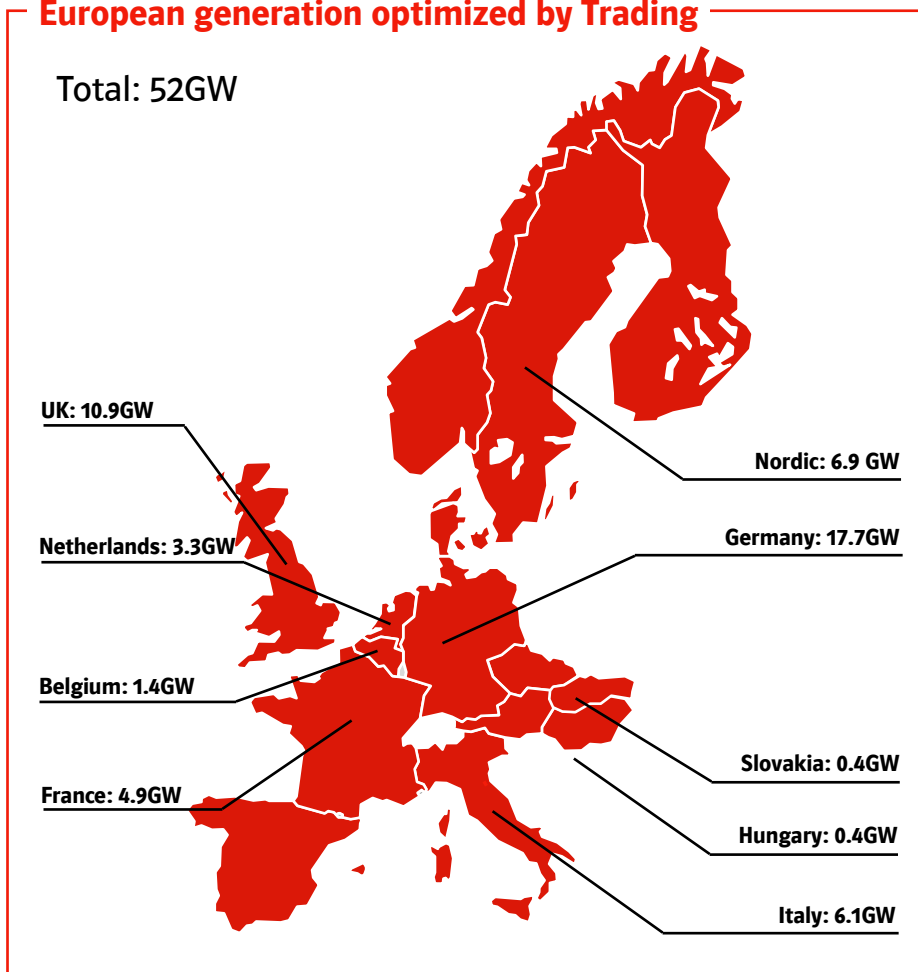 European generation optimized by Trading
Total: 52GW
UK: 10.9GW
Nordic: 6.9 GW
Netherlands: 3.3GW
Germany: 17.7GW
Belgium: 1.4GW
Slovakia: 0.4GW
France: 4.9GW
Hungary: 0.4GW
Italy: 6.1GW